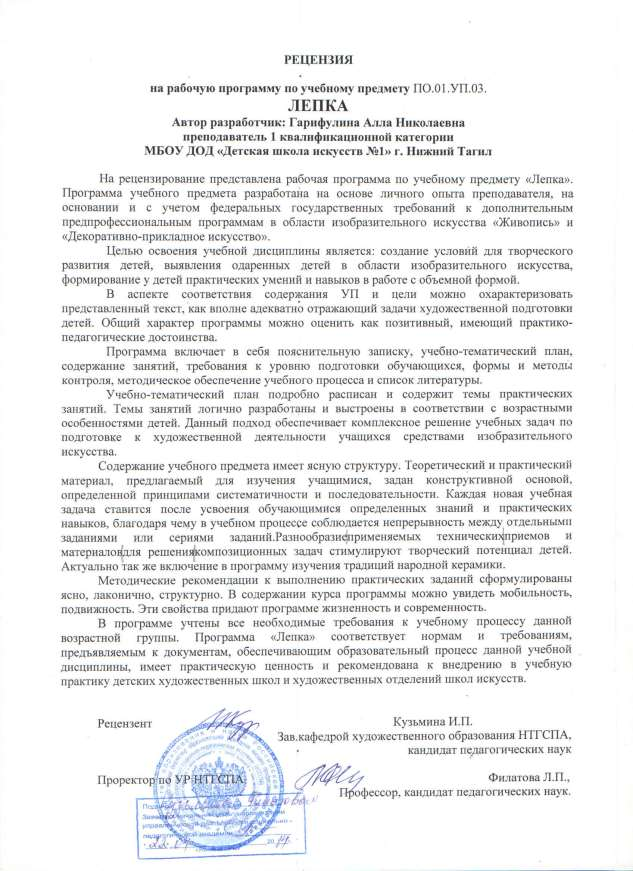 РЕЦЕНЗИЯ
на рабочую программу по учебному предмету ПО.01.УП.03.
ЛЕПКА
Автор разработчик: Гарифулина Алла Николаевна
преподаватель 1 квалификационной категории
МБОУ ДОД «Детская школа искусств №1» г. Нижний Тагил
На рецензирование представлена рабочая программа по учебному предмету «Лепка».
Программа учебного предмета разработана на основе личного опыта преподавателя, на
основании и с учетом федеральных государственных требований к дополнительным
предпрофессиональным программам в области изобразительного искусства «Живопись» и
«Декоративно-прикладное искусство».
Целью освоения учебной дисциплины является: создание условий для творческого
развития детей, выявления одаренных детей в области изобразительного искусства,
формирование у детей практических умений и навыков в работе с объемной формой.
В аспекте соответствия содержания УП и цели можно охарактеризовать
представленный текст, как вполне адекватно отражающий задачи художественной подготовки
детей. Общий характер программы можно оценить как позитивный, имеющий практико-
педагогические достоинства.
Программа включает в себя пояснительную записку, учебно-тематический план,
содержание занятий, требования к уровню подготовки обучающихся, формы и методы
контроля, методическое обеспечение учебного процесса и список литературы.
Учебно-тематический план подробно расписан и содержит темы практических
занятий. Темы занятий логично разработаны и выстроены в соответствии с возрастными
особенностями детей. Данный подход обеспечивает комплексное решение учебных задач по
подготовке к художественной деятельности учащихся средствами изобразительного
искусства.
Содержание учебного предмета имеет ясную структуру. Теоретический и практический
материал, предлагаемый для изучения учащимися, задан конструктивной основой,
определенной принципами систематичности и последовательности. Каждая новая учебная
задача ставится после усвоения обучающимися определенных знаний и практических
навыков, благодаря чему в учебном процессе соблюдается непрерывность между отдельными
заданиями или сериями заданий.Разнообразие применяемых технических приемов и
материалов для решения композиционных задач стимулируют творческий потенциал детей.
Актуально так же включение в программу изучения традиций народной керамики.
Методические рекомендации к выполнению практических заданий сформулированы
ясно, лаконично, структурно. В содержании курса программы можно увидеть мобильность,
подвижность. Эти свойства придают программе жизненность и современность.
В программе учтены все необходимые требования к учебному процессу данной
возрастной группы. Программа «Лепка» соответствует нормам и требованиям,
предъявляемым к документам, обеспечивающим образовательный процесс данной учебной
дисциплины, имеет практическую ценность и рекомендована к внедрению в учебную
практику детских художественных школ и художественных отделений школ искусств.
Рецензент Кузьмина И.П.
Зав.кафедрой художественного образования НТГСПА,
кандидат педагогических наук
Проректор по УР НТГСПА. Филатова Л.П.,
Профессор, кандидат педагогических наук.